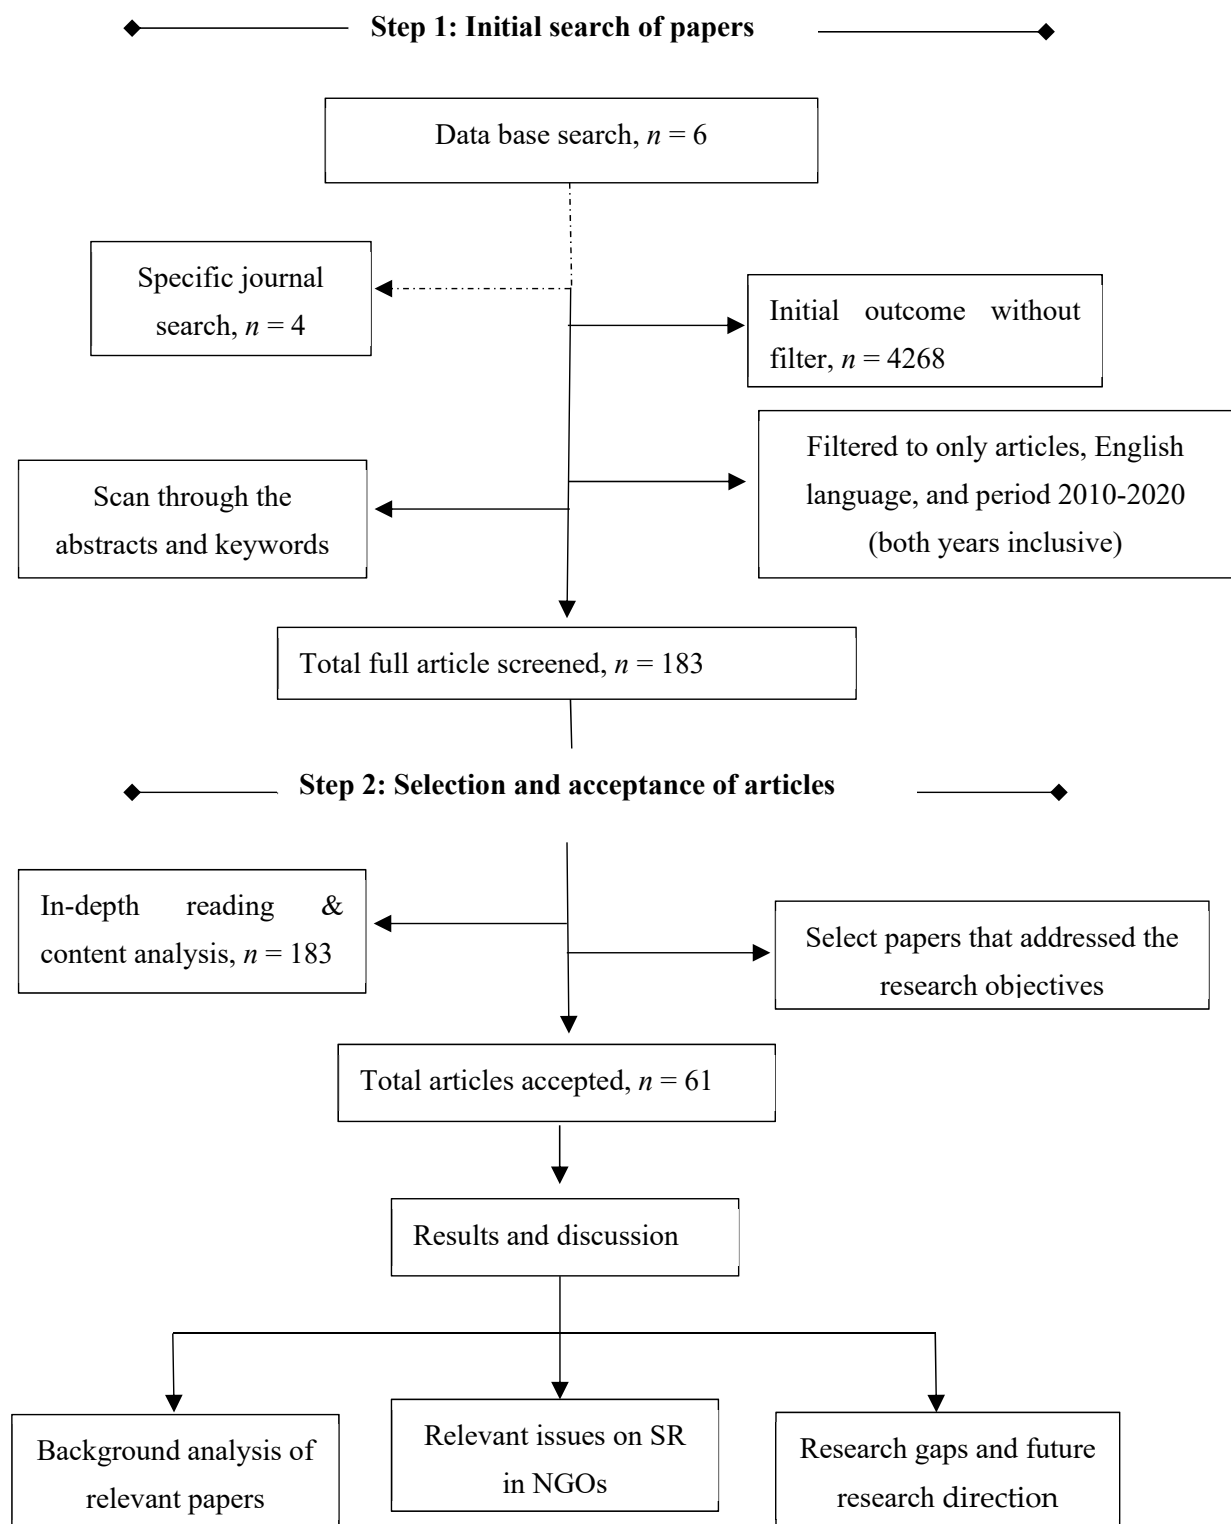 Step 1: Initial search of papers
Data base search, n = 6
Specific journal
search, n = 4
Initial outcome without
filter, n = 4268
Filtered to only articles, English
language, and period 2010-2020
(both years inclusive)
Scan through the
abstracts and keywords
Total full article screened, n = 183
Step 2: Selection and acceptance of articles
In-depth reading &
content analysis, n = 183
Select papers that addressed the
research objectives
Total articles accepted, n = 61
Results and discussion
Background analysis of
relevant papers
Relevant issues on SR
in NGOs
Research gaps and future
research direction